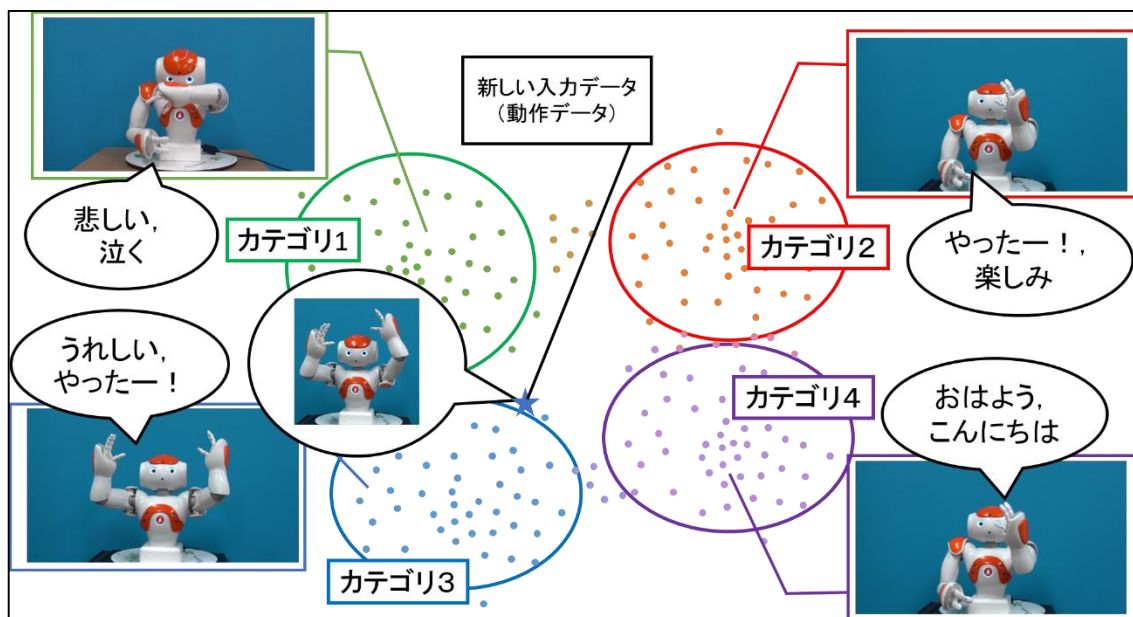 新しい入力データ
（動作データ）
悲しい，
泣く
カテゴリ1
カテゴリ２
やったー！，
楽しみ
うれしい，
やったー！
カテゴリ4
おはよう，
こんにちは
カテゴリ３